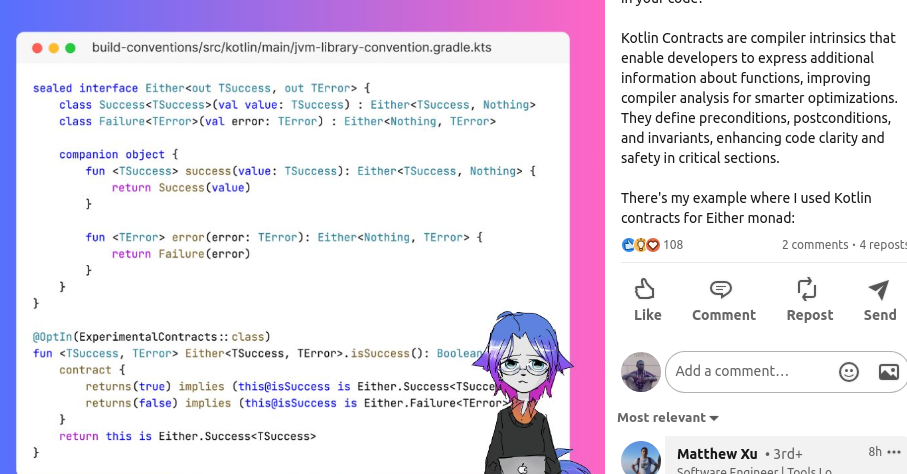 build-conventions/src/kotlin/main/jvm-library-convention.gradle.kts
sealed interface Either<out TSuccess, out TError> {
    class Success<TSuccess>(val value: TSuccess) : Either<TSuccess, Nothing>
    class Failure<TError>(val error: TError) : Either<Nothing, TError>
    companion object {
        fun <TSuccess> success(value: TSuccess): Either<TSuccess, Nothing> {
            return Success(value)
        }
        fun <TError> error(error: TError): Either<Nothing, TError> {
            return Failure(error)
        }
    }
}
@OptIn(ExperimentalContracts::class)
fun <TSuccess, TError> Either<TSuccess, TError>.isSuccess(): Boolean
    contract {
        returns(true) implies (this@isSuccess is Either.Success<TSucce
        returns(false) implies (this@isSuccess is Either.Failure<TError>
    }
    return this is Either.Success<TSuccess>
}
in your code?
Kotlin Contracts are compiler intrinsics that
enable developers to express additional
information about functions, improving
compiler analysis for smarter optimizations.
They define preconditions, postconditions,
and invariants, enhancing code clarity and
safety in critical sections.
There's my example where I used Kotlin
contracts for Either monad:
108 2 comments • 4 reposts
Like Comment Repost Send
Add a comment...
Most relevant
Matthew Xu • 3rd+ 8h
Software Engineer | Tools